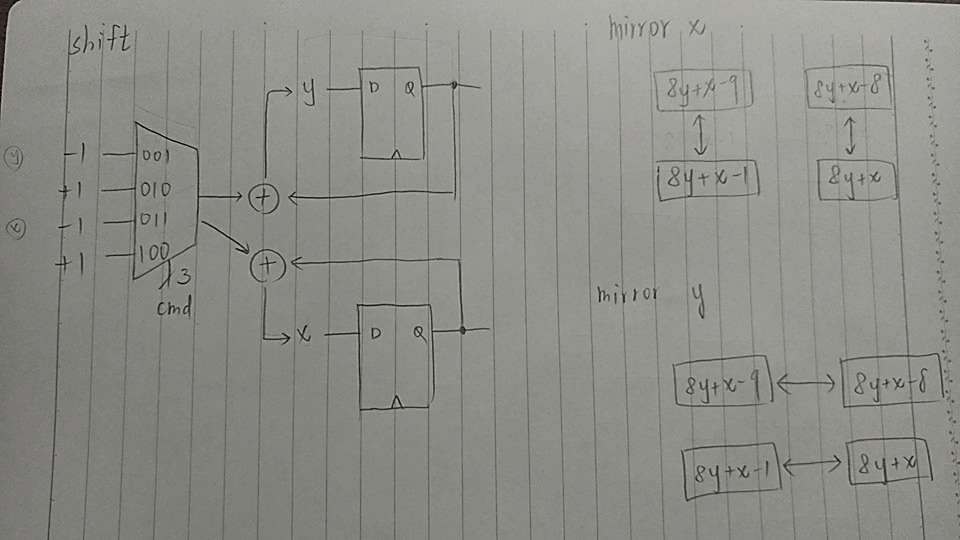 shift
mirror x
y
D Q
8y+x-9
8y+x-8
y
-1
001
+1
010
8y+x-1
8y+x
x
-1
011
+
+1
100
+
3
cmd
mirror y
x
D Q
8y+x-9
8y+x-8
8y+x-1
8y+x